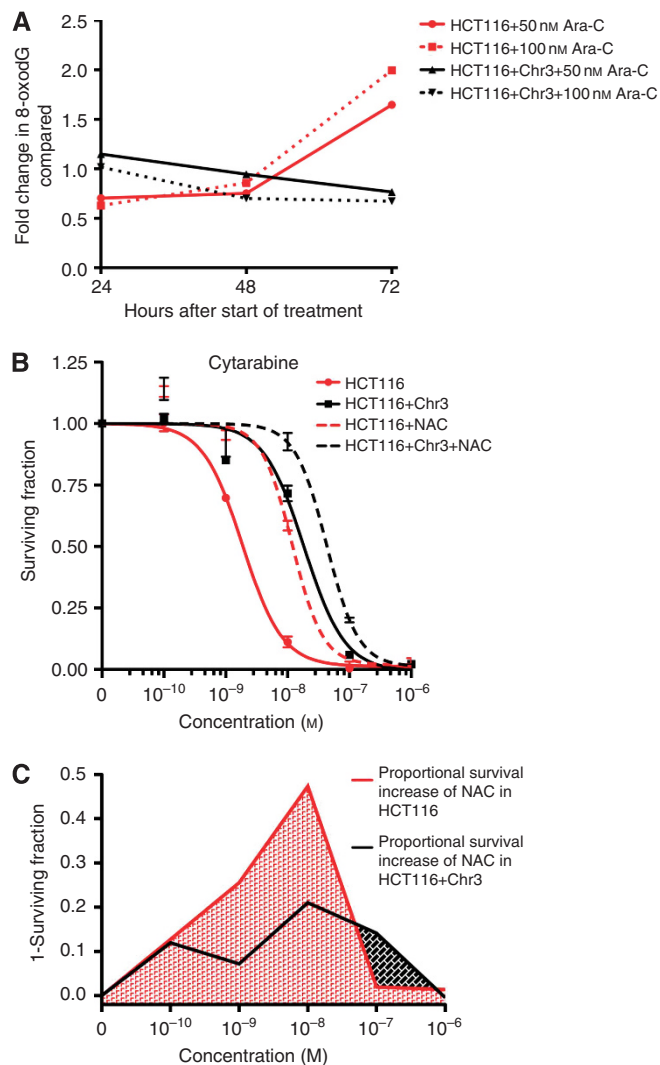 A
Fold change in 8-oxodG
compared
2.5
2.0
1.5
1.0
0.5
0.0
24
48
72
Hours after start of treatment
HCT116+50 nM Ara-C
HCT116+100 nM Ara-C
HCT116+Chr3+50 nM Ara-C
HCT116+Chr3+100 nM Ara-C
B
Cytarabine
Surviving fraction
1.25
1.00
0.75
0.50
0.25
0.00
0
10⁻¹⁰
10⁻⁹
10⁻⁸
10⁻⁷
10⁻⁶
Concentration (M)
HCT116
HCT116+Chr3
HCT116+NAC
HCT116+Chr3+NAC
C
1-Surviving fraction
0.5
0.4
0.3
0.2
0.1
0.0
0
10⁻¹⁰
10⁻⁹
10⁻⁸
10⁻⁷
10⁻⁶
Concentration (M)
Proportional survival
increase of NAC in
HCT116
Proportional survival
increase of NAC in
HCT116+Chr3